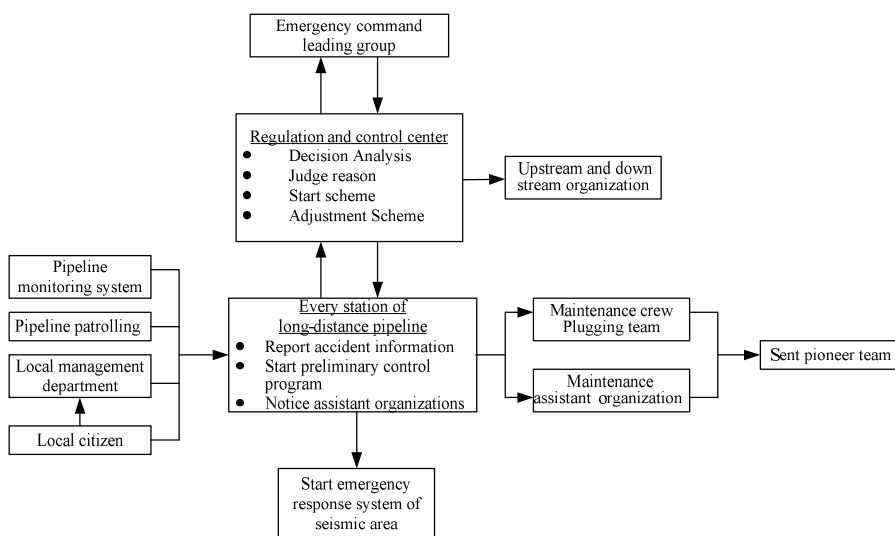 Emergency command
leading group
Regulation and control center
● Decision Analysis
● Judge reason
● Start scheme
● Adjustment Scheme
Upstream and down
stream organization
Pipeline
monitoring system
Pipeline patrolling
Local management
department
Local citizen
Every station of
long-distance pipeline
● Report accident information
● Start preliminary control
program
● Notice assistant organizations
Maintenance crew
Plugging team
Maintenance
assistant organization
Sent pioneer team
Start emergency
response system of
seismic area